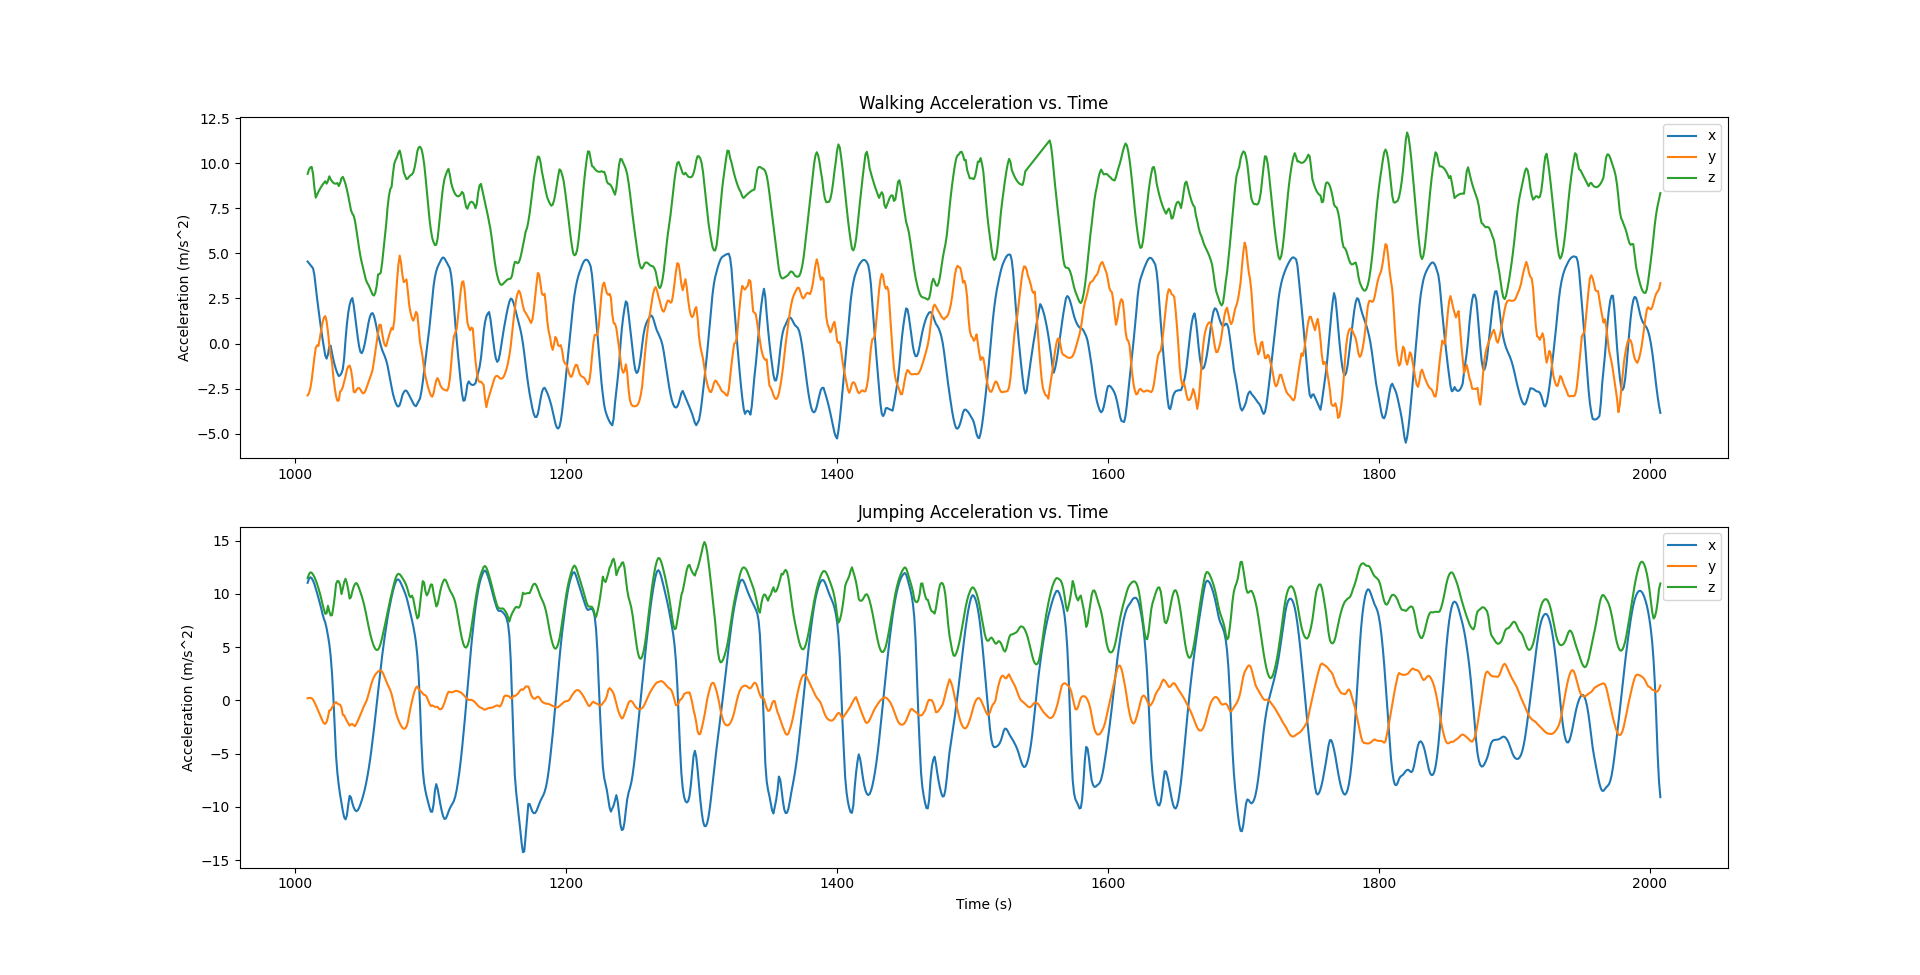 Walking Acceleration vs. Time
12.5
10.0
7.5
5.0
2.5
0.0
−2.5
−5.0
Acceleration (m/s^2)
x
y
z
1000 1200 1400 1600 1800 2000
Jumping Acceleration vs. Time
15
10
5
0
−5
−10
−15
Acceleration (m/s^2)
x
y
z
1000 1200 1400 1600 1800 2000
Time (s)